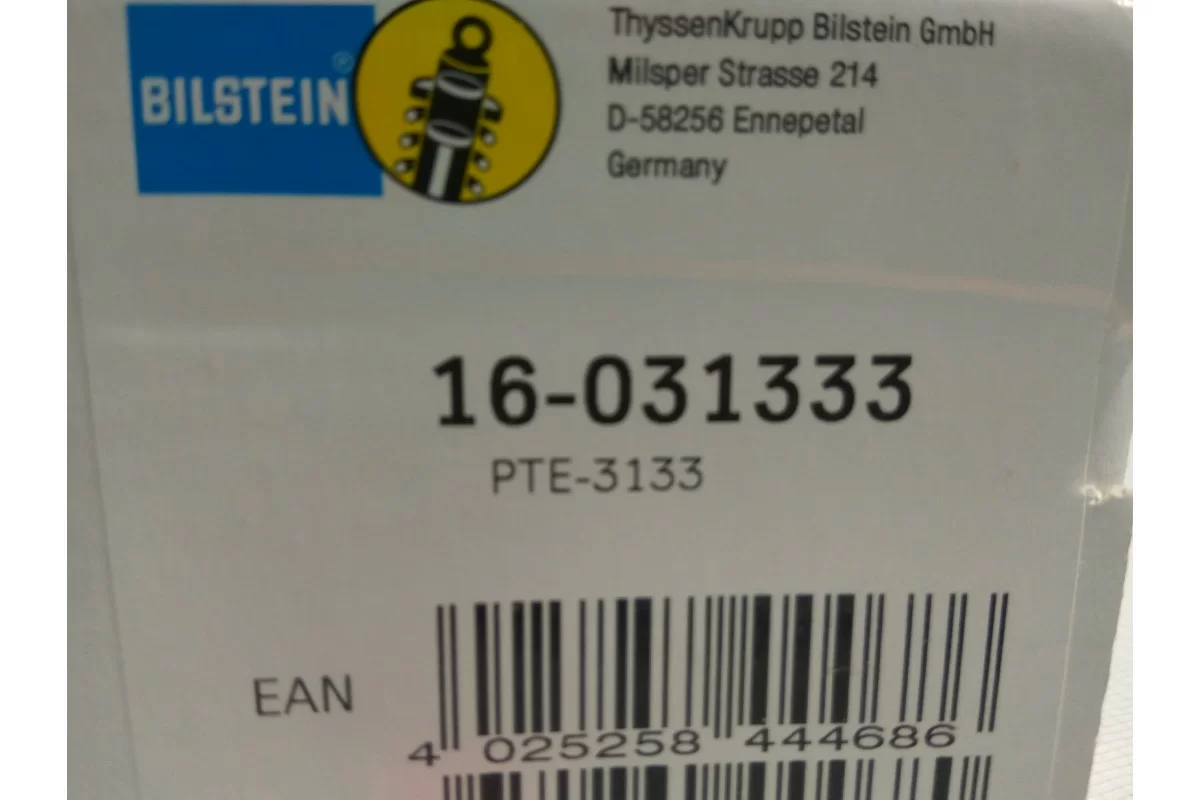 BILSTEIN®
ThyssenKrupp Bilstein GmbH
Milsper Strasse 214
D-58256 Ennepetal
Germany
16-031333
PTE-3133
EAN
4 025258 444686